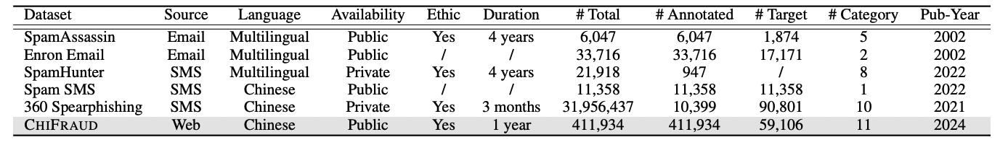 Dataset Source Language Availability Ethic Duration # Total # Annotated # Target # Category Pub-Year
SpamAssassin Email Multilingual Public Yes 4 years 6,047 6,047 1,874 5 2002
Enron Email Email Multilingual Public / / 33,716 33,716 17,171 2 2002
SpamHunter SMS Multilingual Private Yes 4 years 21,918 947 / 8 2022
Spam SMS SMS Chinese Public / / 11,358 11,358 11,358 1 2022
360 Spearphishing SMS Chinese Private Yes 3 months 31,956,437 10,399 90,801 10 2021
CHIFRAUD Web Chinese Public Yes 1 year 411,934 411,934 59,106 11 2024